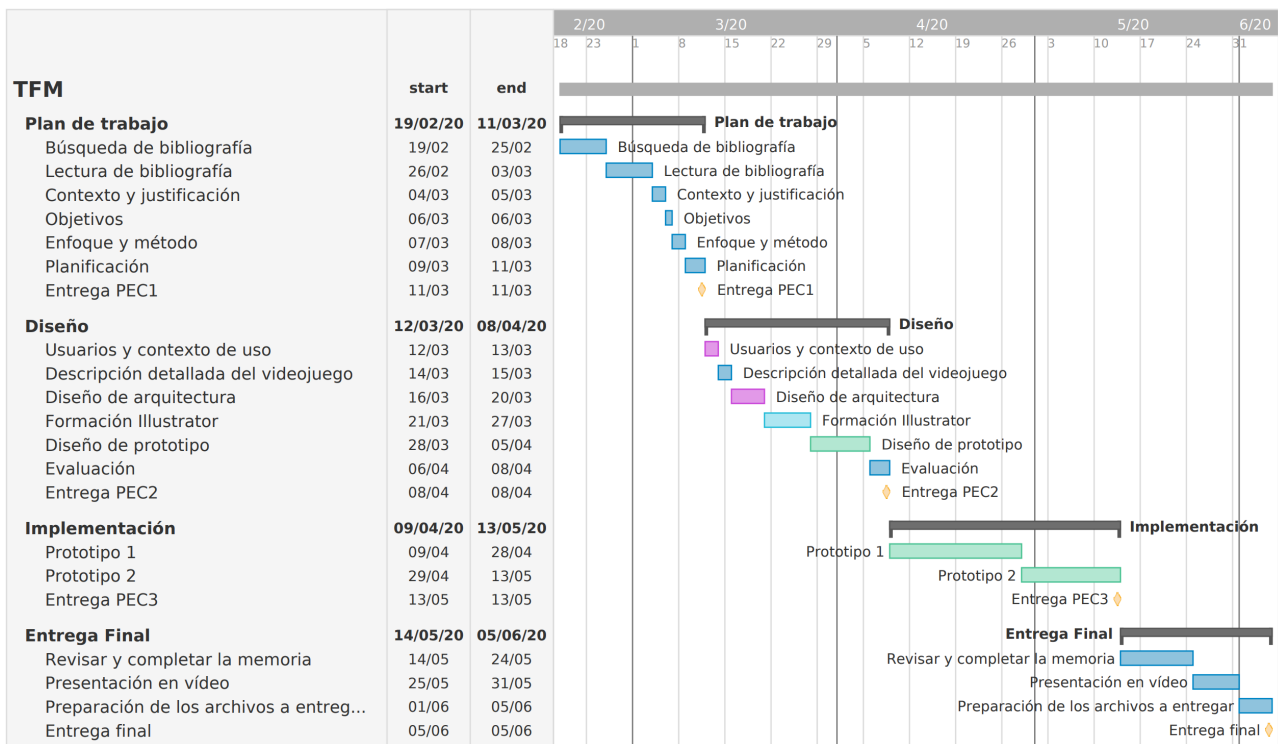 2/20 3/20 4/20 5/20 6/20
18 23 1 8 15 22 29 5 12 19 26 3 10 17 24 31
TFM start end
Plan de trabajo 19/02/20 11/03/20 Plan de trabajo
Búsqueda de bibliografía 19/02 25/02 Búsqueda de bibliografía
Lectura de bibliografía 26/02 03/03 Lectura de bibliografía
Contexto y justificación 04/03 05/03 Contexto y justificación
Objetivos 06/03 06/03 Objetivos
Enfoque y método 07/03 08/03 Enfoque y método
Planificación 09/03 11/03 Planificación
Entrega PEC1 11/03 11/03 Entrega PEC1
Diseño 12/03/20 08/04/20 Diseño
Usuarios y contexto de uso 12/03 13/03 Usuarios y contexto de uso
Descripción detallada del videojuego 14/03 15/03 Descripción detallada del videojuego
Diseño de arquitectura 16/03 20/03 Diseño de arquitectura
Formación Illustrator 21/03 27/03 Formación Illustrator
Diseño de prototipo 28/03 05/04 Diseño de prototipo
Evaluación 06/04 08/04 Evaluación
Entrega PEC2 08/04 08/04 Entrega PEC2
Implementación 09/04/20 13/05/20 Implementación
Prototipo 1 09/04 28/04 Prototipo 1
Prototipo 2 29/04 13/05 Prototipo 2
Entrega PEC3 13/05 13/05 Entrega PEC3
Entrega Final 14/05/20 05/06/20 Entrega Final
Revisar y completar la memoria 14/05 24/05 Revisar y completar la memoria
Presentación en vídeo 25/05 31/05 Presentación en vídeo
Preparación de los archivos a entreg... 01/06 05/06 Preparación de los archivos a entregar
Entrega final 05/06 05/06 Entrega final